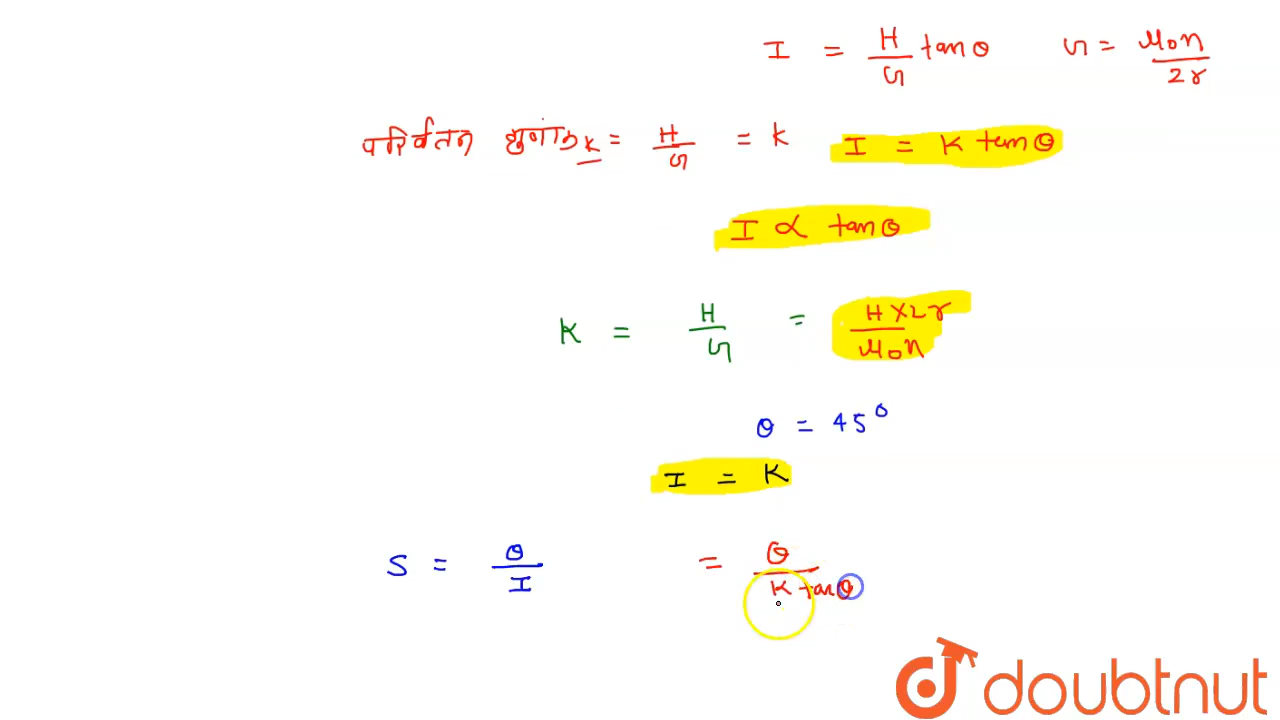 I = H/G tanθ G = μ₀n/2r
परिवर्तन गुणांक K = H/G = K I = K tanθ
I ∝ tanθ
K = H/G = H×2r/μ₀n
θ = 45°
I = K
S = θ/I = θ/K tanθ
doubtnut